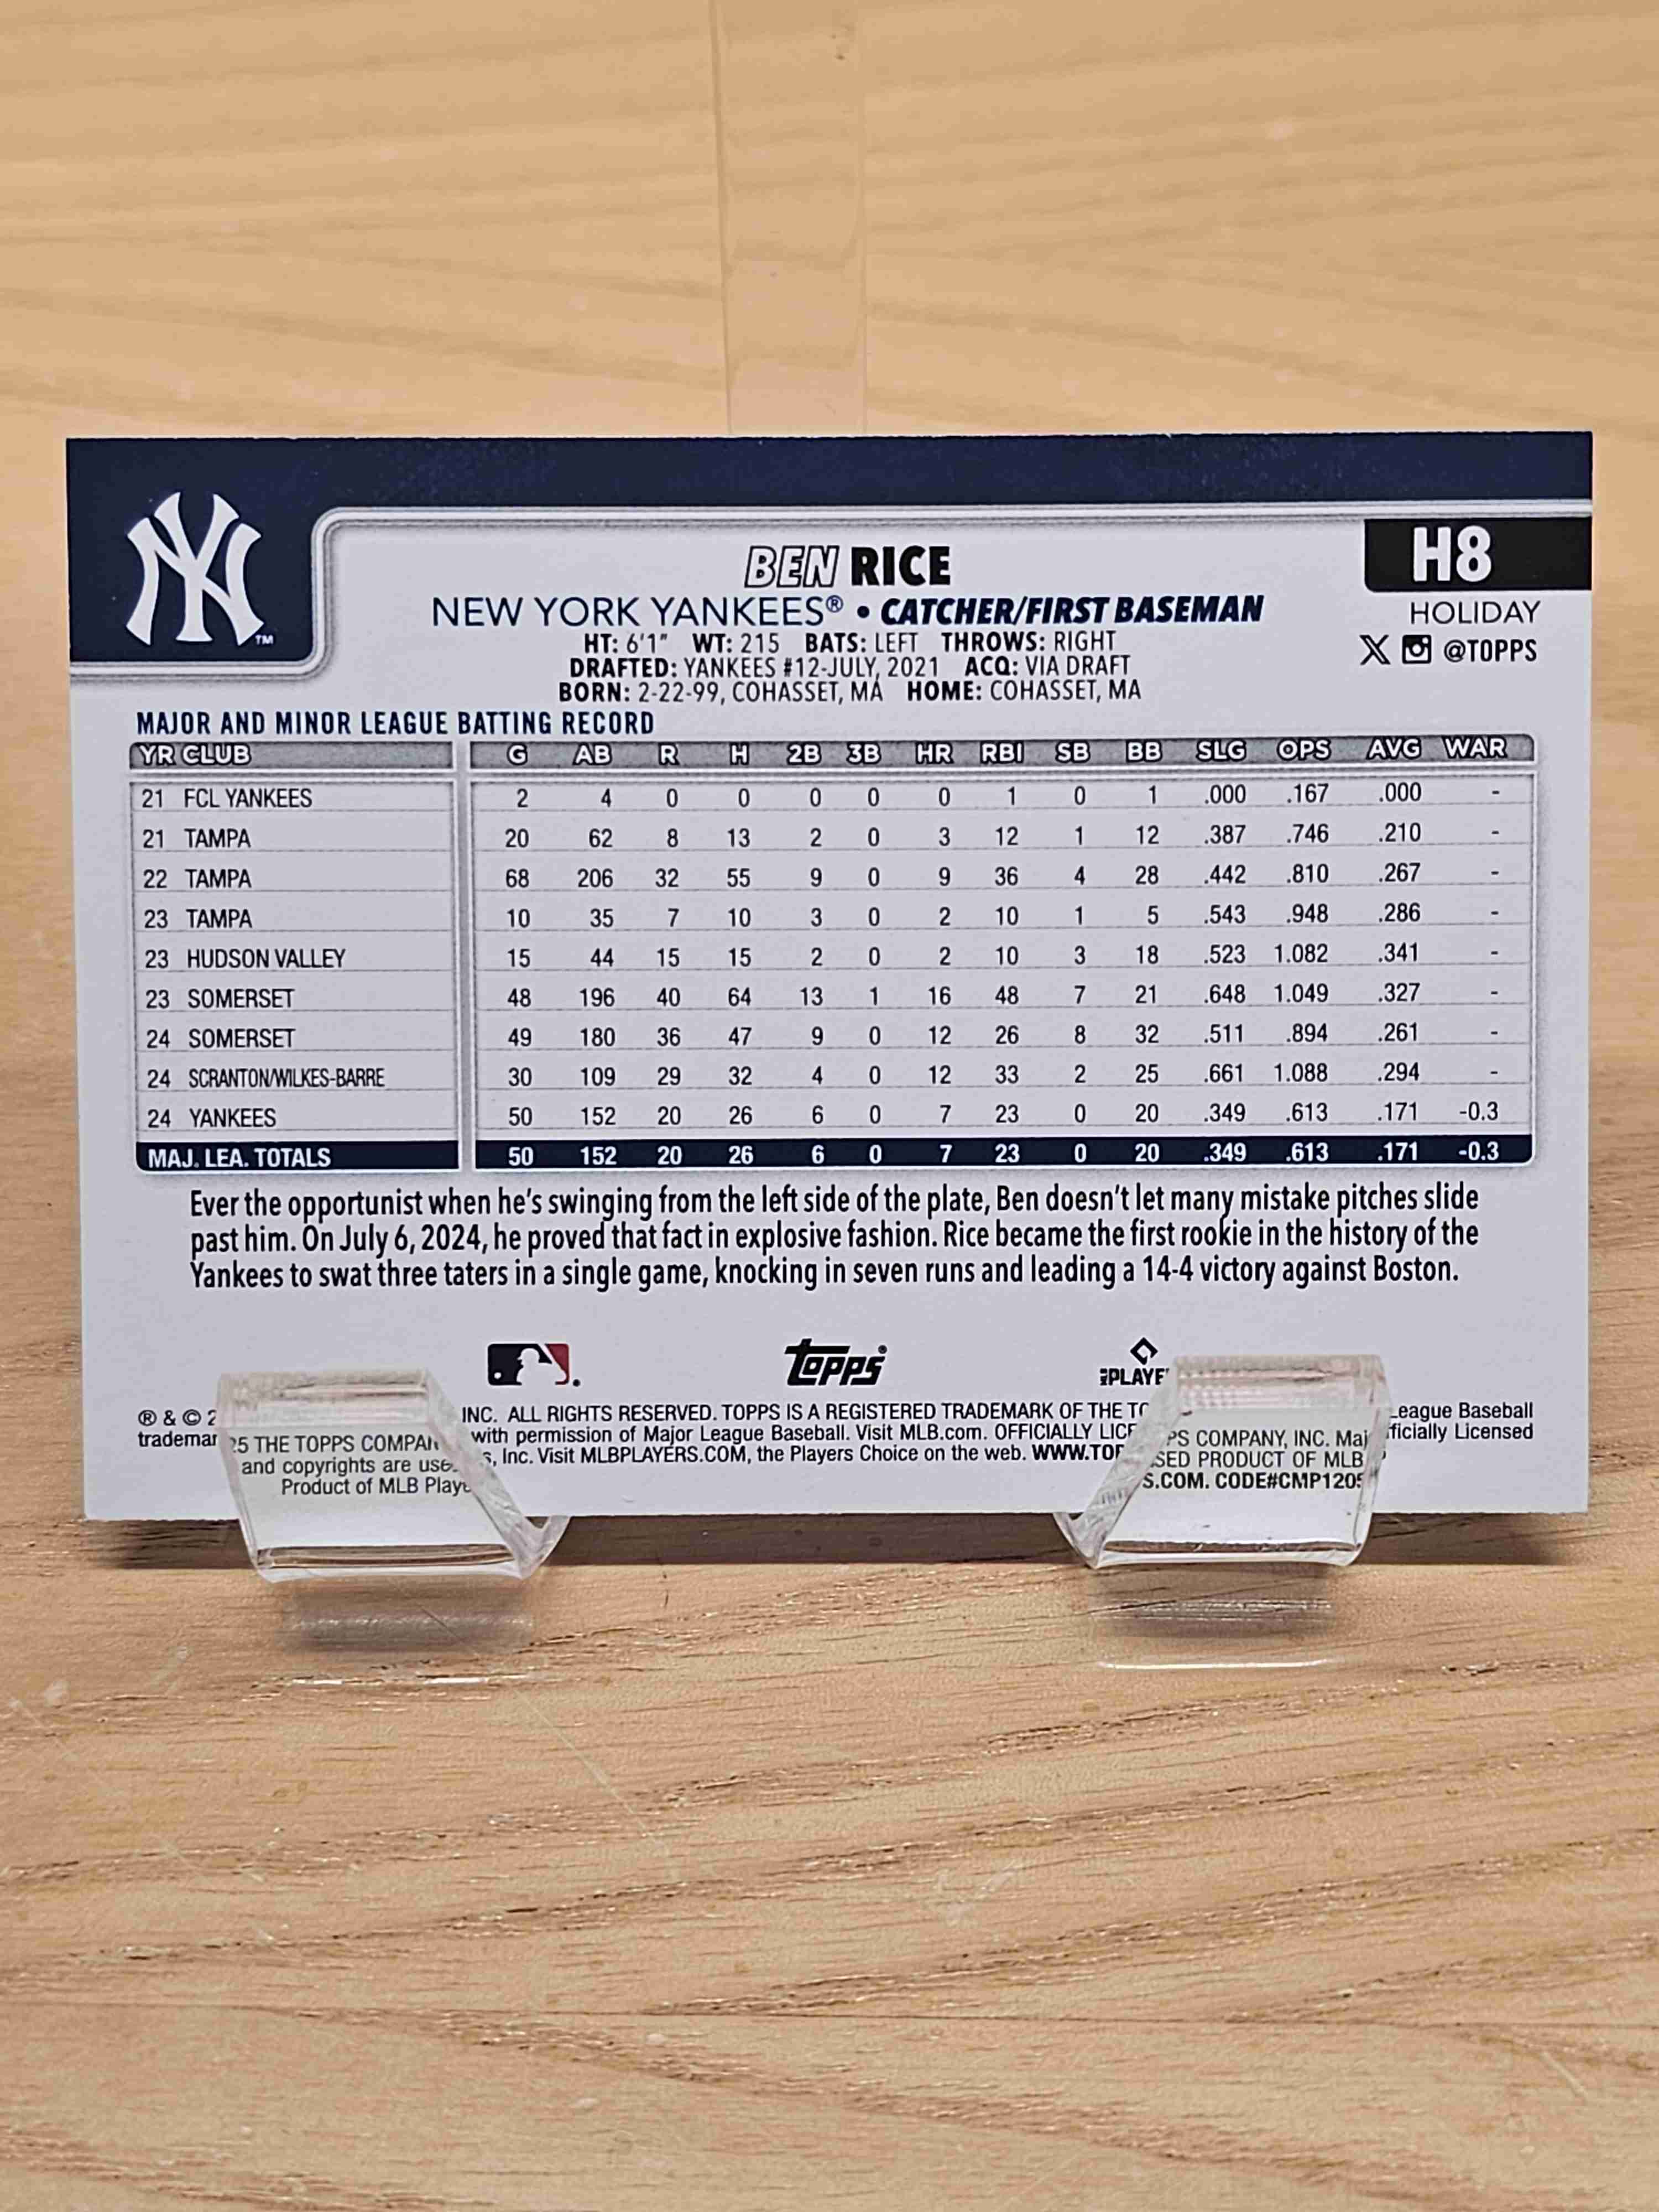 NY™
H8
BEN RICE
NEW YORK YANKEES® • CATCHER/FIRST BASEMAN
HOLIDAY
HT: 6'1" WT: 215 BATS: LEFT THROWS: RIGHT
@TOPPS
DRAFTED: YANKEES #12-JULY, 2021 ACQ: VIA DRAFT
BORN: 2-22-99, COHASSET, MA HOME: COHASSET, MA
MAJOR AND MINOR LEAGUE BATTING RECORD
YR CLUB G AB R H 2B 3B HR RBI SB BB SLG OPS AVG WAR
21 FCL YANKEES 2 4 0 0 0 0 0 1 0 1 .000 .167 .000 -
21 TAMPA 20 62 8 13 2 0 3 12 1 12 .387 .746 .210 -
22 TAMPA 68 206 32 55 9 0 9 36 4 28 .442 .810 .267 -
23 TAMPA 10 35 7 10 3 0 2 10 1 5 .543 .948 .286 -
23 HUDSON VALLEY 15 44 15 15 2 0 2 10 3 18 .523 1.082 .341 -
23 SOMERSET 48 196 40 64 13 1 16 48 7 21 .648 1.049 .327 -
24 SOMERSET 49 180 36 47 9 0 12 26 8 32 .511 .894 .261 -
24 SCRANTON/WILKES-BARRE 30 109 29 32 4 0 12 33 2 25 .661 1.088 .294 -
24 YANKEES 50 152 20 26 6 0 7 23 0 20 .349 .613 .171 -0.3
MAJ. LEA. TOTALS 50 152 20 26 6 0 7 23 0 20 .349 .613 .171 -0.3
Ever the opportunist when he's swinging from the left side of the plate, Ben doesn't let many mistake pitches slide
past him. On July 6, 2024, he proved that fact in explosive fashion. Rice became the first rookie in the history of the
Yankees to swat three taters in a single game, knocking in seven runs and leading a 14-4 victory against Boston.
topps®
® & © THE TOPPS INC. ALL RIGHTS RESERVED. TOPPS IS A REGISTERED TRADEMARK OF THE COMPANY, INC. League Baseball
and copyrights are with permission of Major League Baseball. Visit MLB.com. OFFICIALLY PRODUCT OF MLB Licensed
Product of MLB Inc. Visit MLBPLAYERS.COM, the Players Choice on the web.